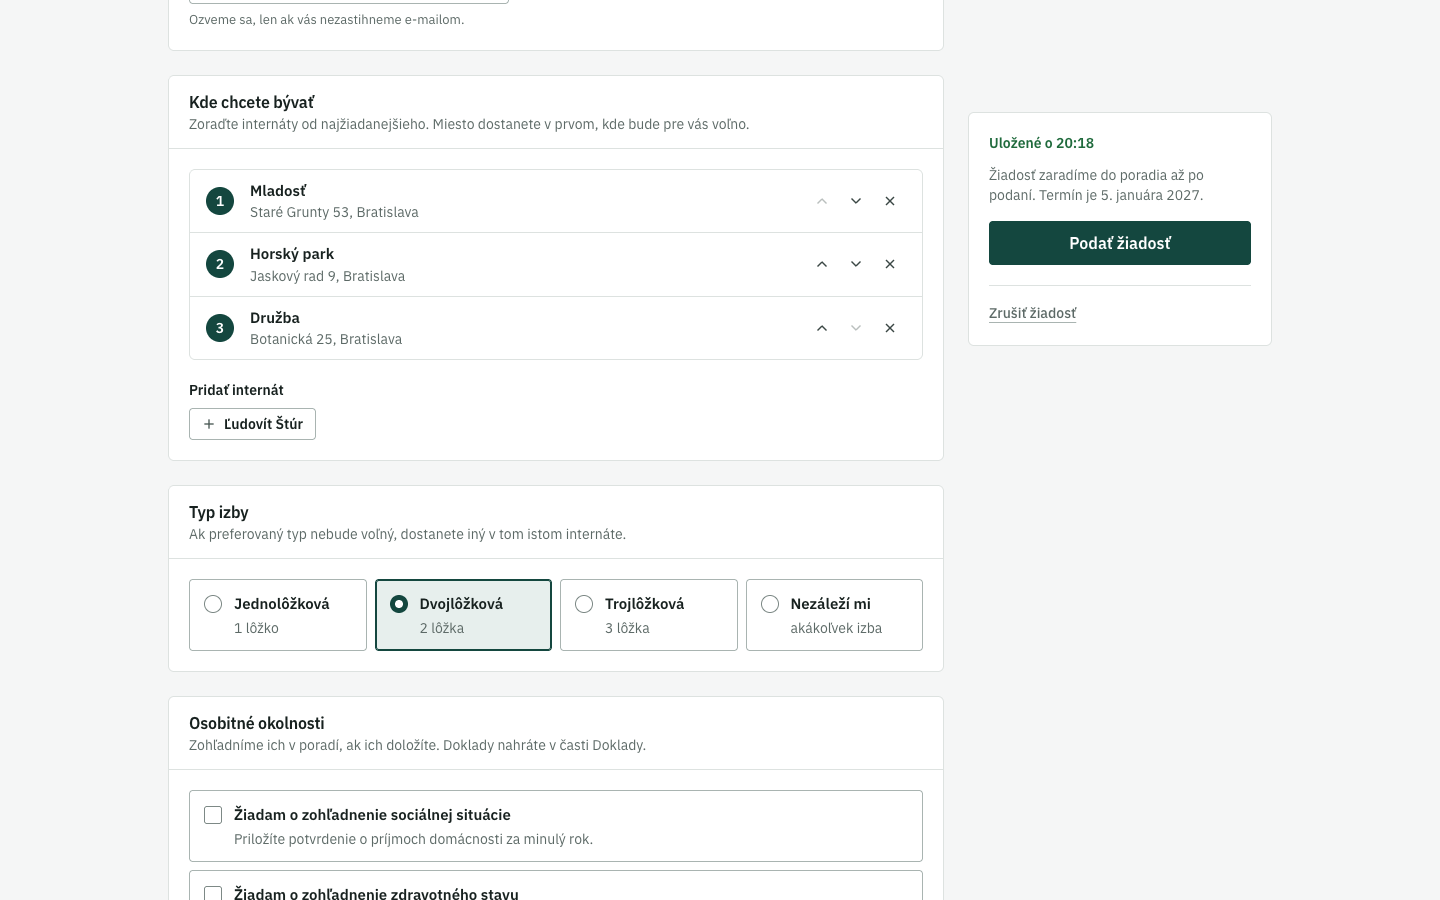 Ozveme sa, len ak vás nezastihneme e-mailom.
Kde chcete bývať
Zoraďte internáty od najžiadanejšieho. Miesto dostanete v prvom, kde bude pre vás voľno.
1
Mladosť
Staré Grunty 53, Bratislava
2
Horský park
Jaskový rad 9, Bratislava
3
Družba
Botanická 25, Bratislava
Pridať internát
Ľudovít Štúr
Typ izby
Ak preferovaný typ nebude voľný, dostanete iný v tom istom internáte.
Jednolôžková
1 lôžko
Dvojlôžková
2 lôžka
Trojlôžková
3 lôžka
Nezáleží mi
akákoľvek izba
Osobitné okolnosti
Zohľadníme ich v poradí, ak ich doložíte. Doklady nahráte v časti Doklady.
Žiadam o zohľadnenie sociálnej situácie
Priložíte potvrdenie o príjmoch domácnosti za minulý rok.
Žiadam o zohľadnenie zdravotného stavu
Uložené o 20:18
Žiadosť zaradíme do poradia až po
podaní. Termín je 5. januára 2027.
Podať žiadosť
Zrušiť žiadosť